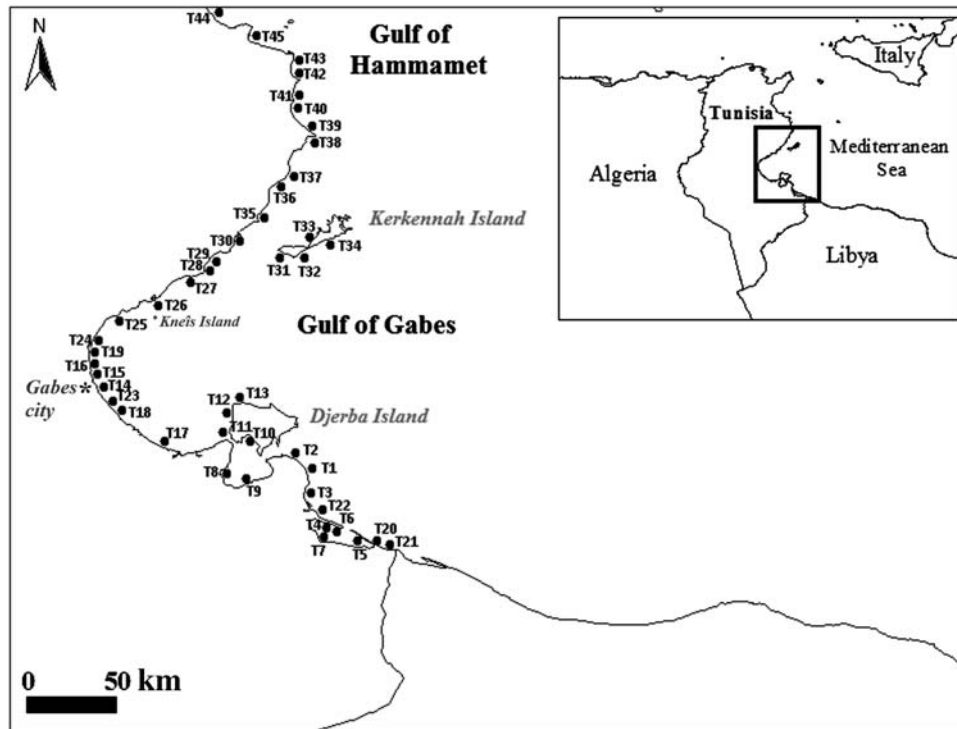 N
T44
T45
Gulf of
Hammamet
T43
T42
T41
T40
T39
T38
T37
T36
T35
Kerkennah Island
T33
T30
T34
T29
T31
T32
T28
T27
T26
Kneîs Island
T25
Gulf of Gabes
T24
T19
T16
T15
Gabes*
city
T14
T23
T18
T13
T12
Djerba Island
T17
T11
T10
T2
T8
T1
T9
T3
T22
T4
T6
T20
T7
T5
T21
0 50 km
Italy
Tunisia
Mediterranean
Sea
Algeria
Libya